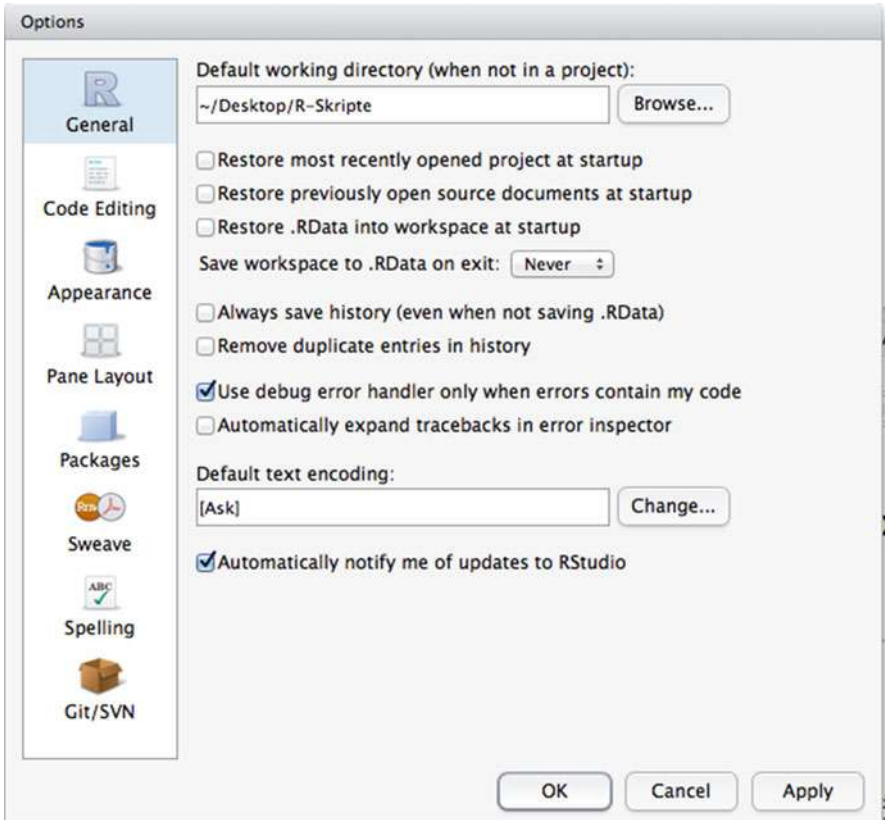 Options
General
Code Editing
Appearance
Pane Layout
Packages
Sweave
ABC
Spelling
Git/SVN
Default working directory (when not in a project):
~/Desktop/R-Skripte
Browse...
Restore most recently opened project at startup
Restore previously open source documents at startup
Restore .RData into workspace at startup
Save workspace to .RData on exit: Never
Always save history (even when not saving .RData)
Remove duplicate entries in history
Use debug error handler only when errors contain my code
Automatically expand tracebacks in error inspector
Default text encoding:
[Ask]
Change...
Automatically notify me of updates to RStudio
OK
Cancel
Apply